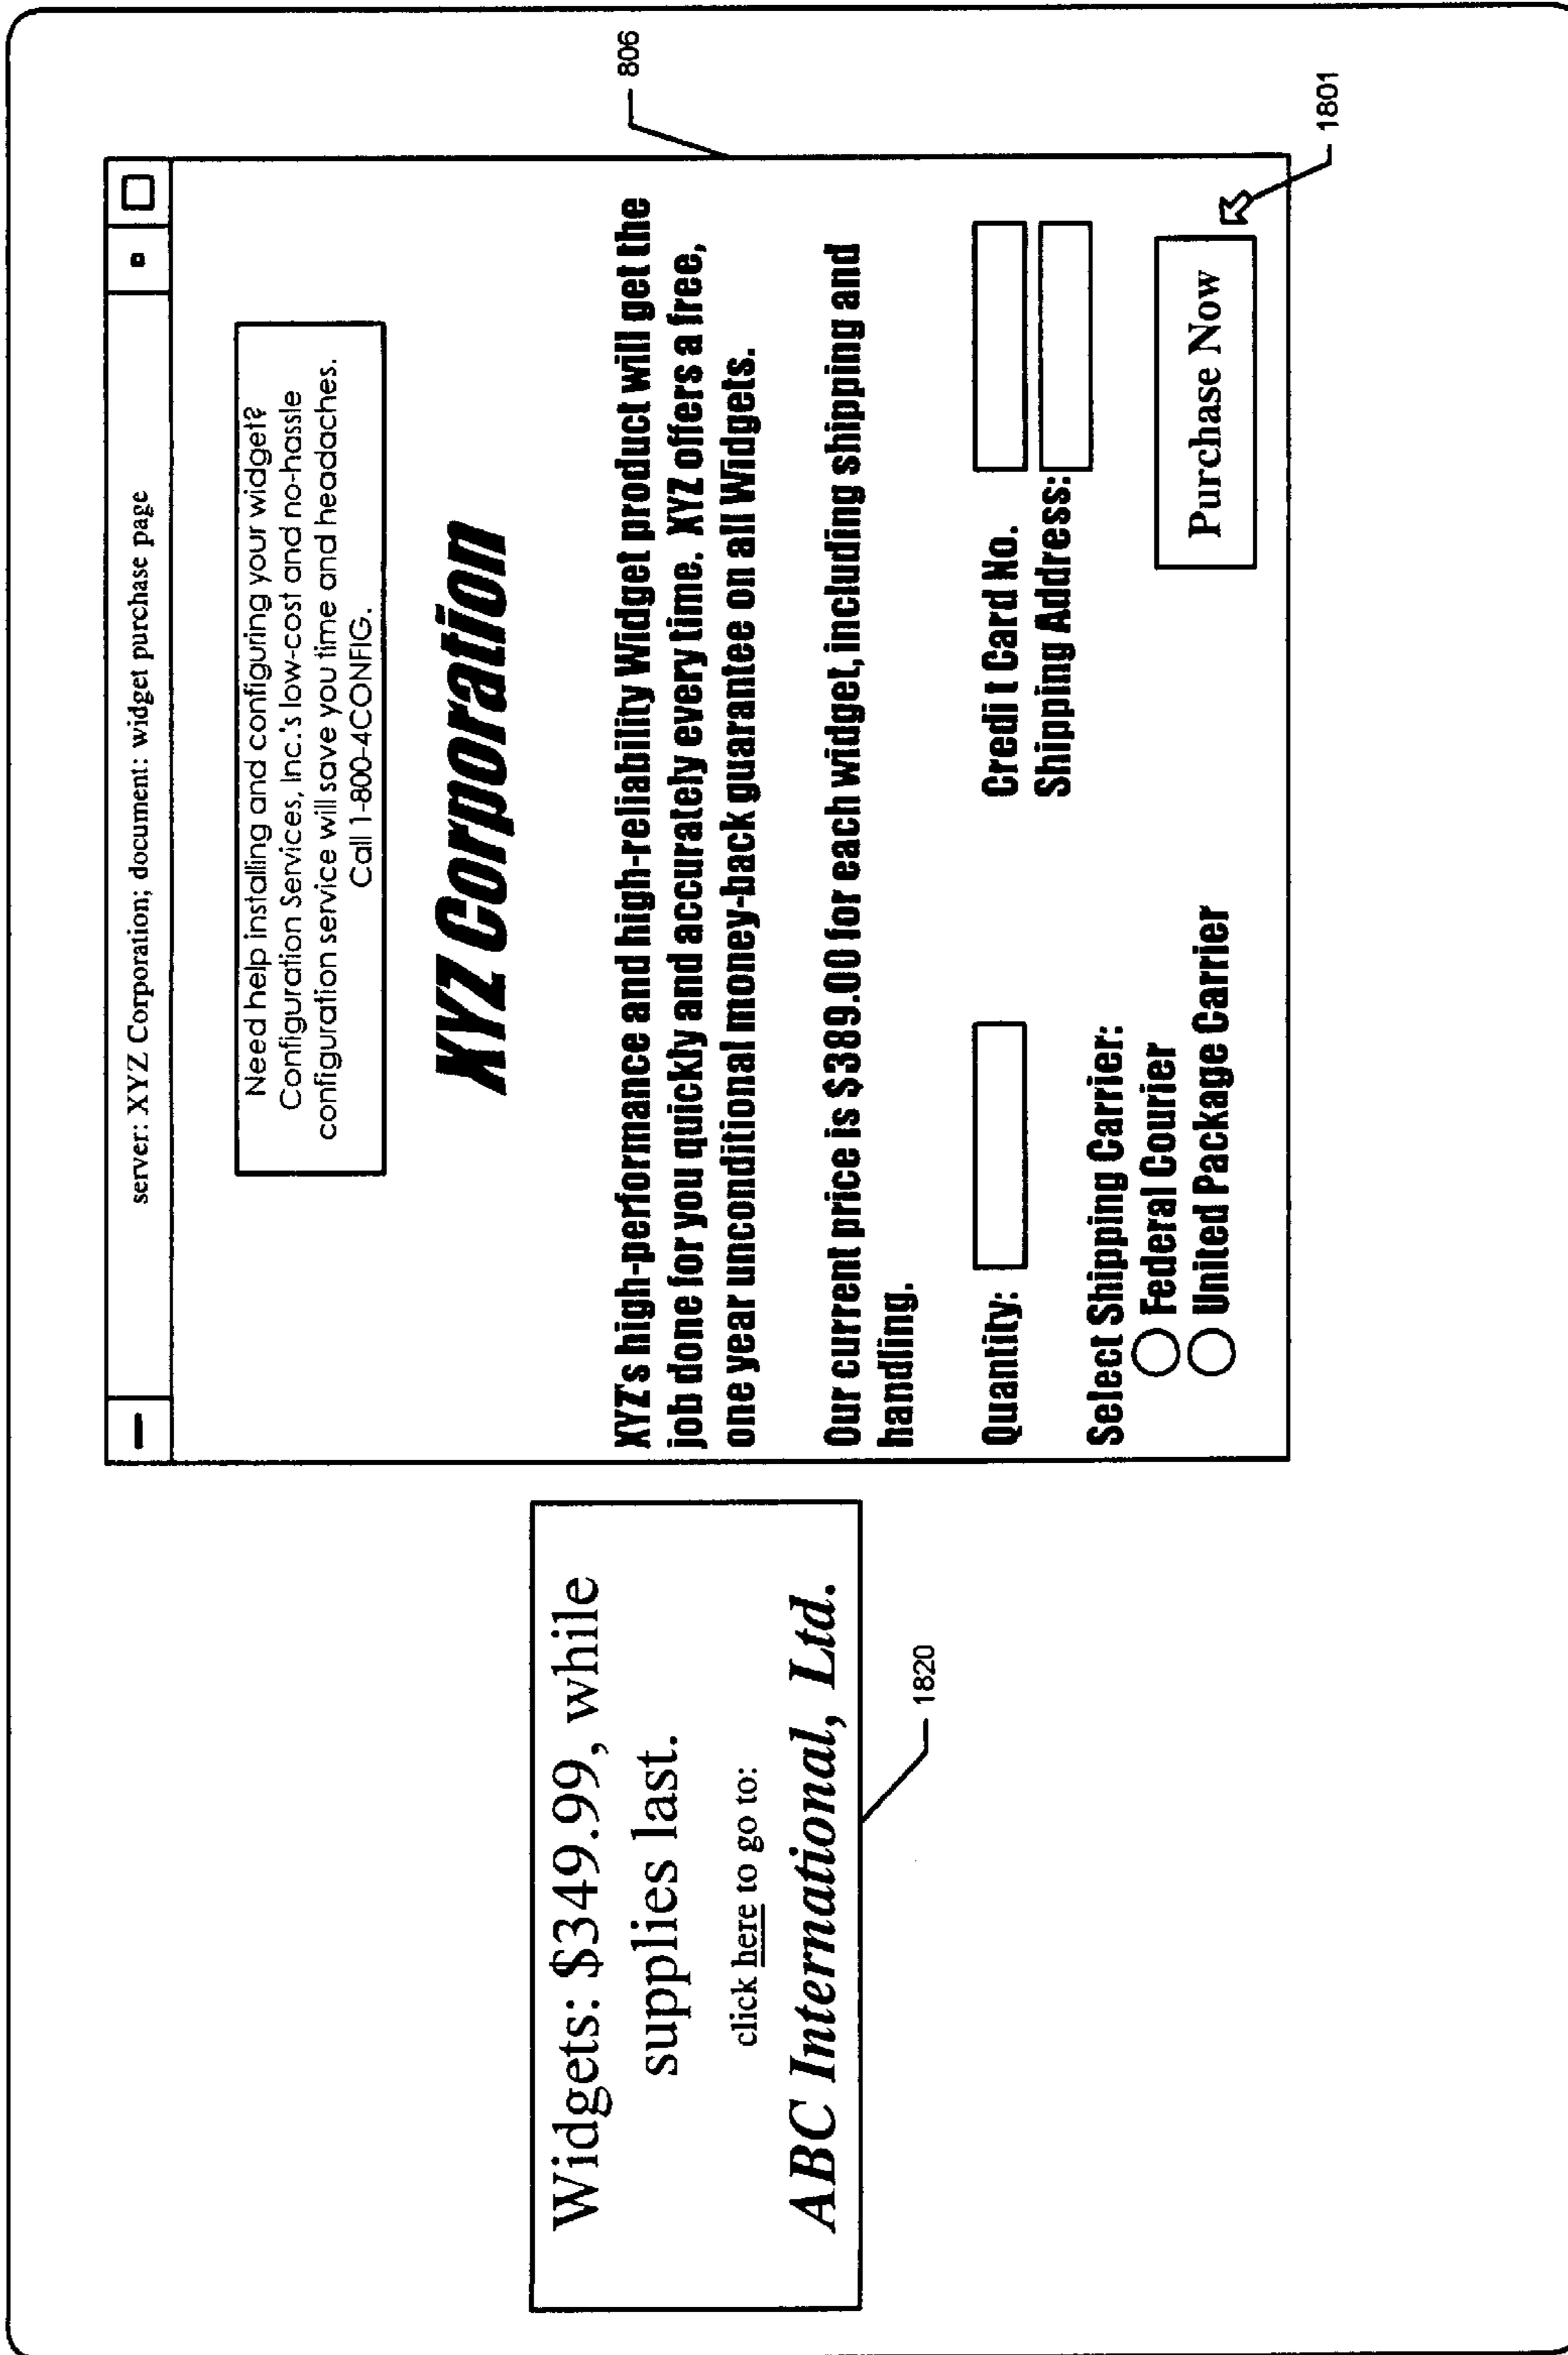 Widgets: $349.99, while
supplies last.
click here to go to:
ABC International, Ltd.
1820
server: XYZ Corporation; document: widget purchase page
Need help installing and configuring your widget?
Configuration Services, Inc.'s low-cost and no-hassle
configuration service will save you time and headaches.
Call 1-800-4CONFIG.
XYZ Corporation
XYZ's high-performance and high-reliability Widget product will get the
job done for you quickly and accurately every time. XYZ offers a free,
one year unconditional money-back guarantee on all Widgets.
Our current price is $389.00 for each widget, including shipping and
handling.
Quantity:
Credit Card No.
Shipping Address:
Select Shipping Carrier:
Federal Courier
United Package Carrier
Purchase Now
806
1801